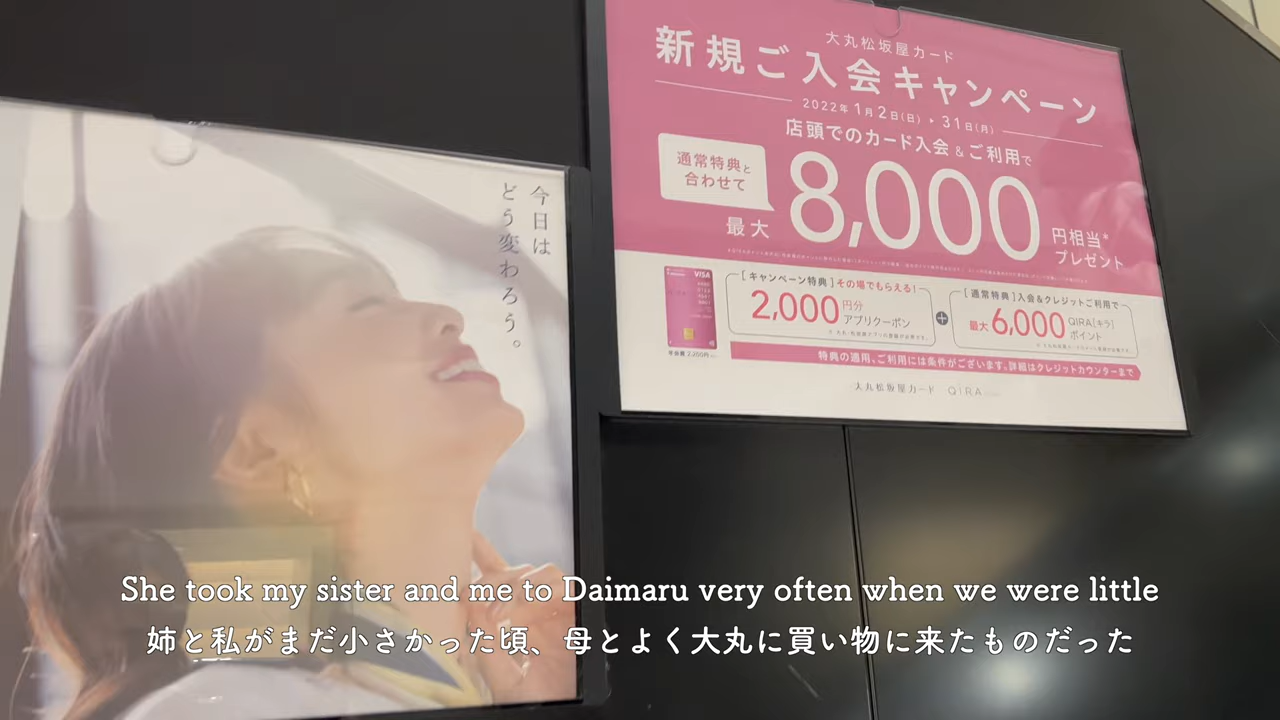 今日は
どう変わろう。
大丸松坂屋カード
新規ご入会キャンペーン
2022年1月2日(日)▶31日(月)
店頭でのカード入会&ご利用で
通常特典と
合わせて
最大
8,000
円相当*
プレゼント
[キャンペーン特典]その場でもらえる!
2,000円分
アプリクーポン
+
[通常特典]入会&クレジットご利用で
最大6,000 QIRA[キラ]
ポイント
VISA
年会費 2,200円
特典の適用、ご利用には条件がございます。詳細はクレジットカウンターまで
大丸松坂屋カード QIRA
She took my sister and me to Daimaru very often when we were little
姉と私がまだ小さかった頃、母とよく大丸に買い物に来たものだった